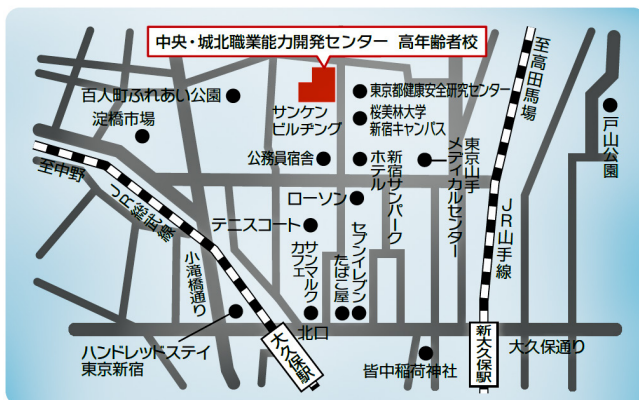 中央・城北職業能力開発センター 高年齢者校
至高田馬場
百人町ふれあい公園
淀橋市場
サンケン
ビルヂング
東京都健康安全研究センター
桜美林大学
新宿キャンパス
戸山公園
公務員宿舎
新宿サンパーク
ホテル
東京山手
メディカルセンター
至中野
JR総武線
ローソン
JR山手線
テニスコート
小滝橋通り
サンマルク
カフェ
たばこ屋
セブンイレブン
北口
大久保駅
新大久保駅
大久保通り
ハンドレッドステイ
東京新宿
皆中稲荷神社